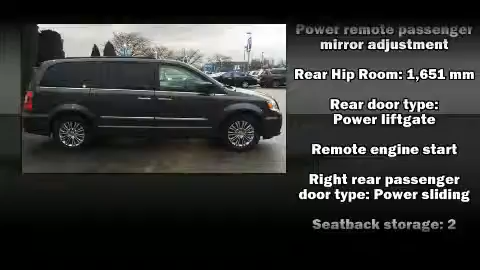 Power remote passenger
mirror adjustment
Rear Hip Room: 1,651 mm
Rear door type:
Power liftgate
Remote engine start
Right rear passenger
door type: Power sliding
Seatback storage: 2